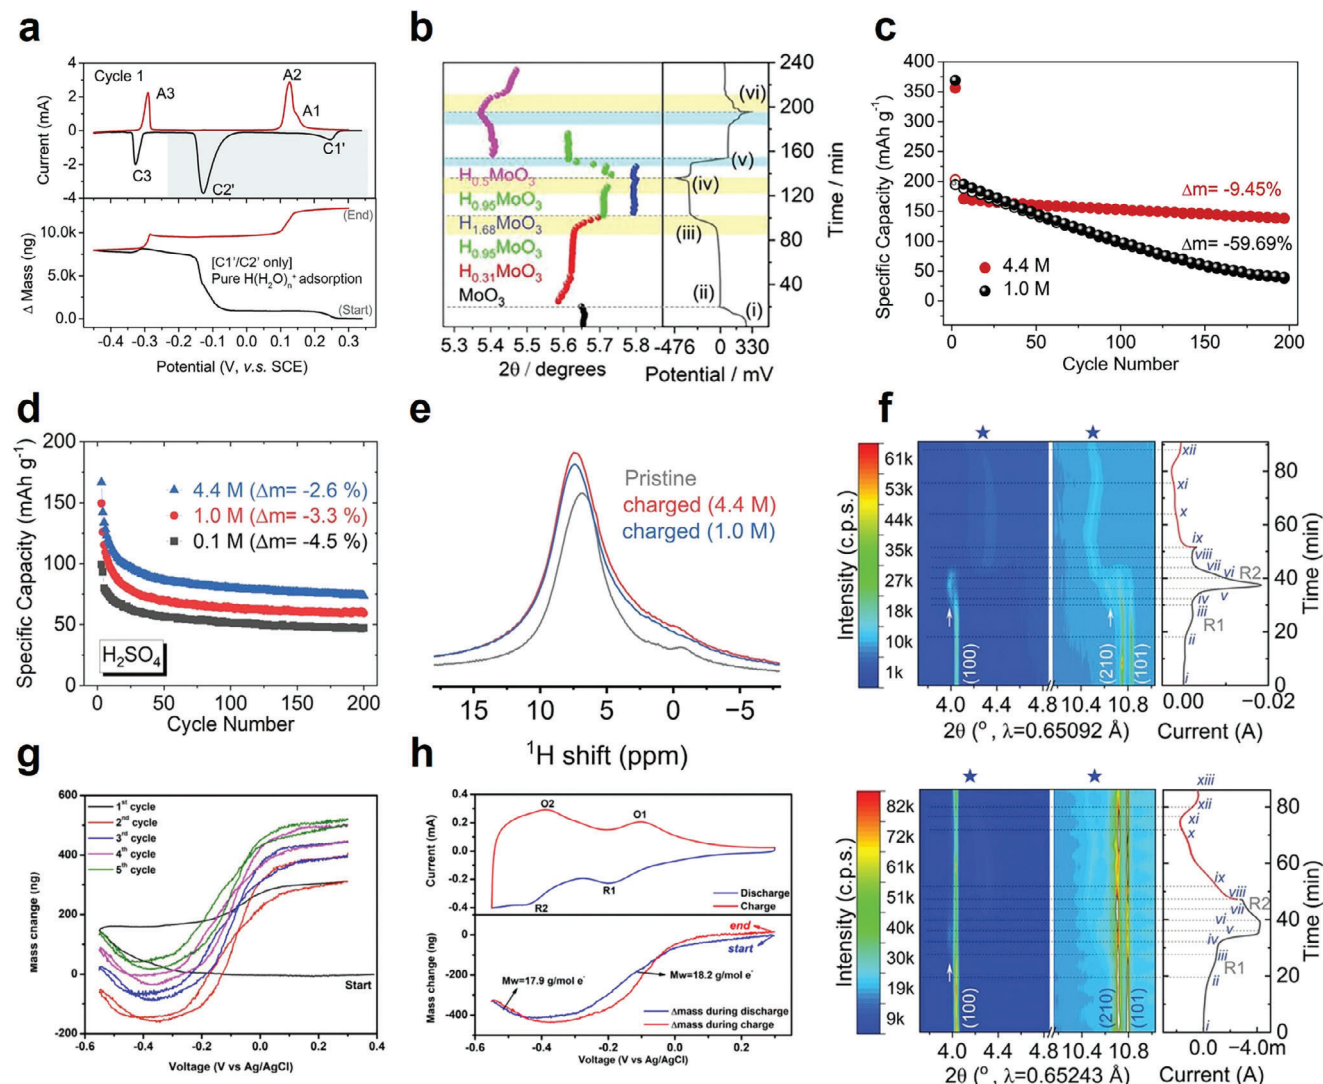 a
Cycle 1
A2
A3
A1
C1'
C3
C2'
Current (mA)
4
2
0
-2
-4
(End)
[C1'/C2' only]
Pure H(H2O)n+ adsorption
(Start)
Δ Mass (ng)
10.0k
5.0k
0.0
-0.4 -0.3 -0.2 -0.1 0.0 0.1 0.2 0.3 0.4
Potential (V, v.s. SCE)
b
H0.5MoO3
H0.95MoO3
H1.68MoO3
H0.95MoO3
H0.31MoO3
MoO3
(vi)
(v)
(iv)
(iii)
(ii)
(i)
240
200
160
120
80
40
0
Time / min
5.3 5.4 5.5 5.6 5.7 5.8 -476 0 330
2θ / degrees
Potential / mV
c
Specific Capacity (mAh g-1)
400
350
300
250
200
150
100
50
0
Δm= -9.45%
Δm= -59.69%
4.4 M
1.0 M
0 50 100 150 200
Cycle Number
d
Specific Capacity (mAh g-1)
200
150
100
50
0
4.4 M (Δm= -2.6 %)
1.0 M (Δm= -3.3 %)
0.1 M (Δm= -4.5 %)
H2SO4
0 50 100 150 200
Cycle Number
e
Pristine
charged (4.4 M)
charged (1.0 M)
15 10 5 0 -5
1H shift (ppm)
f
Intensity (c.p.s.)
61k
53k
44k
35k
27k
18k
10k
1k
(100)
(210)
(101)
xii
xi
x
ix
viii
vii
vi
R2
v
iv
iii
R1
ii
i
80
60
40
20
0
Time (min)
4.0 4.4 4.8 10.4 10.8 0.00 -0.02
2θ (º, λ=0.65092 Å)
Current (A)
Intensity (c.p.s.)
82k
72k
61k
51k
40k
29k
19k
9k
(100)
(210)
(101)
xiii
xii
xi
x
ix
viii
R2
vii
vi
v
iv
iii
R1
ii
i
80
60
40
20
0
Time (min)
4.0 4.4 4.8 10.4 10.8 0.0 -4.0m
2θ (º, λ=0.65243 Å)
Current (A)
g
Mass change (ng)
600
400
200
0
-200
1st cycle
2nd cycle
3rd cycle
4th cycle
5th cycle
Start
-0.6 -0.4 -0.2 0.0 0.2 0.4
Voltage (V vs Ag/AgCl)
h
Current (mA)
0.4
0.2
0.0
-0.2
-0.4
O2
O1
R1
R2
Discharge
Charge
Mass change (ng)
0
-200
-400
end
start
Mw=17.9 g/mol e-
Mw=18.2 g/mol e-
Δmass during discharge
Δmass during charge
-0.6 -0.4 -0.2 0.0 0.2
Voltage (V vs Ag/AgCl)